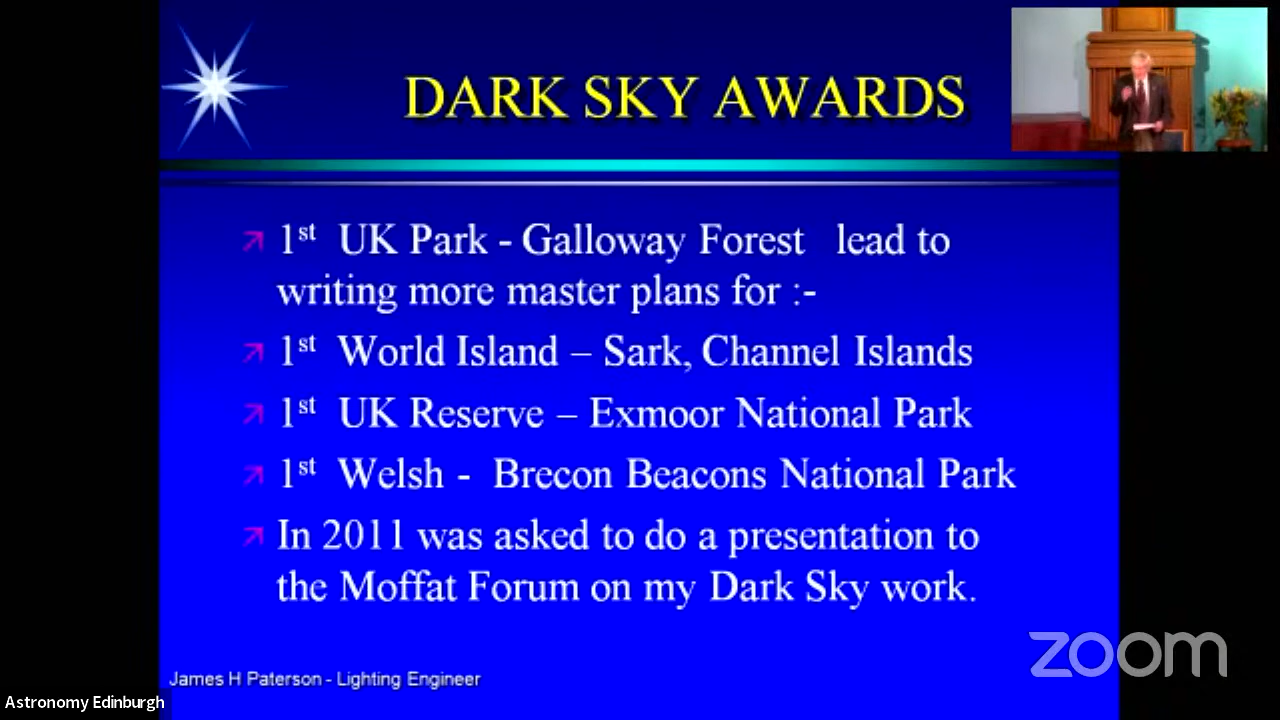 DARK SKY AWARDS
1st UK Park - Galloway Forest lead to
writing more master plans for :-
1st World Island – Sark, Channel Islands
1st UK Reserve – Exmoor National Park
1st Welsh - Brecon Beacons National Park
In 2011 was asked to do a presentation to
the Moffat Forum on my Dark Sky work.
zoom
James H Paterson - Lighting Engineer
Astronomy Edinburgh